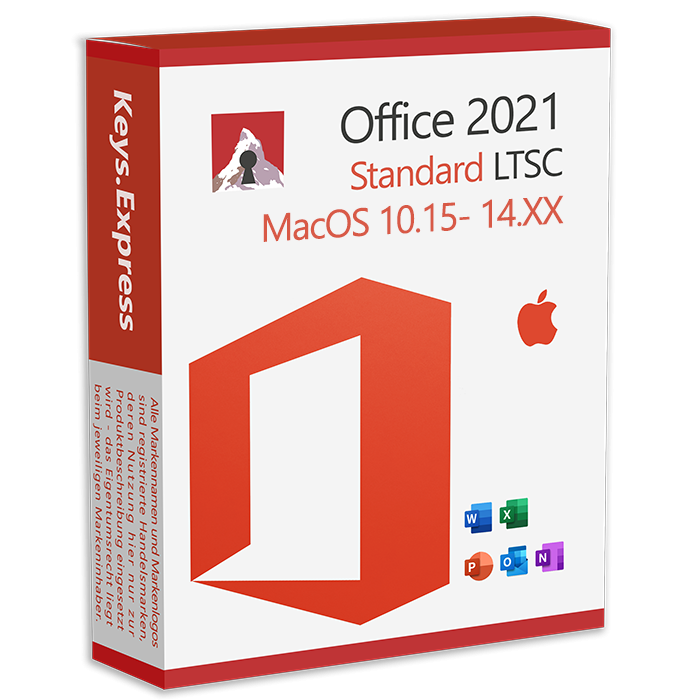 Office 2021
Standard LTSC
MacOS 10.15- 14.XX
Keys.Express
Alle Markennamen und Markenlogos
sind registrierte Handelsmarken,
deren Nutzung hier nur zur
Produktbeschreibung eingesetzt
wird - das Eigentumsrecht liegt
beim jeweiligen Markeninhaber.
W
X
P
O
N